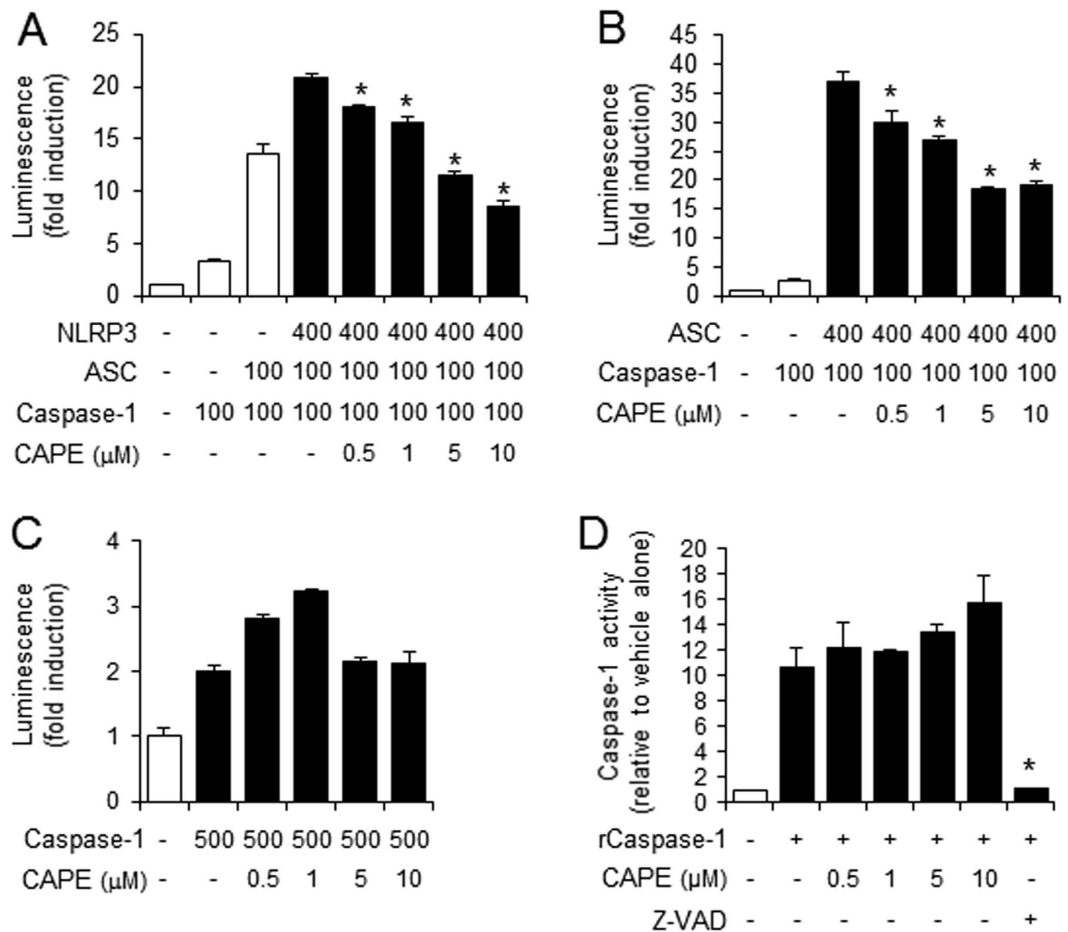 A
Luminescence
(fold induction)
25
20
15
10
5
0
* * * *
NLRP3 - - - 400 400 400 400 400
ASC - - 100 100 100 100 100 100
Caspase-1 - 100 100 100 100 100 100 100
CAPE (μM) - - - - 0.5 1 5 10
B
Luminescence
(fold induction)
45
40
35
30
25
20
15
10
5
0
* * * *
ASC - - 400 400 400 400 400
Caspase-1 - 100 100 100 100 100 100
CAPE (μM) - - - 0.5 1 5 10
C
Luminescence
(fold induction)
4
3
2
1
0
Caspase-1 - 500 500 500 500 500
CAPE (μM) - - 0.5 1 5 10
D
Caspase-1 activity
(relative to vehicle alone)
20
18
16
14
12
10
8
6
4
2
0
*
rCaspase-1 - + + + + + +
CAPE (μM) - - 0.5 1 5 10 -
Z-VAD - - - - - - +